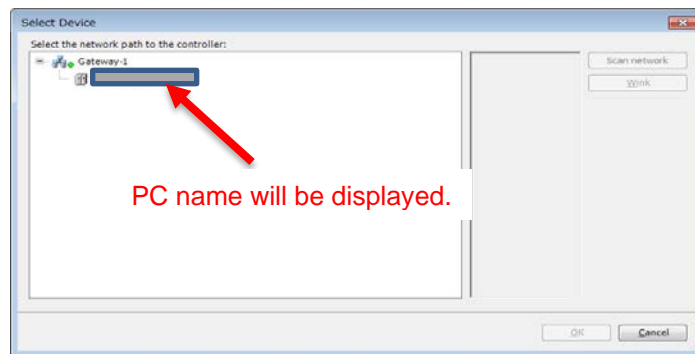 Select Device
Select the network path to the controller:
Gateway-1
Scan network
Wink
PC name will be displayed.
OK
Cancel